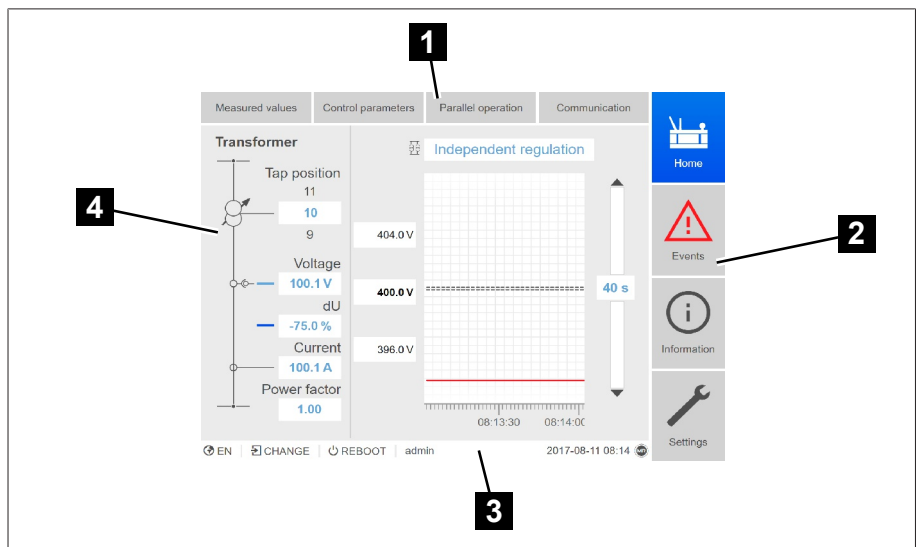 1
Measured values
Control parameters
Parallel operation
Communication
Home
Transformer
Independent regulation
Tap position
11
10
9
4
404.0 V
Events
2
Voltage
100.1 V
400.0 V
40 s
dU
-75.0 %
Information
Current
396.0 V
100.1 A
Power factor
1.00
08:13:30
08:14:00
Settings
EN
CHANGE
REBOOT
admin
2017-08-11 08:14
MR
3